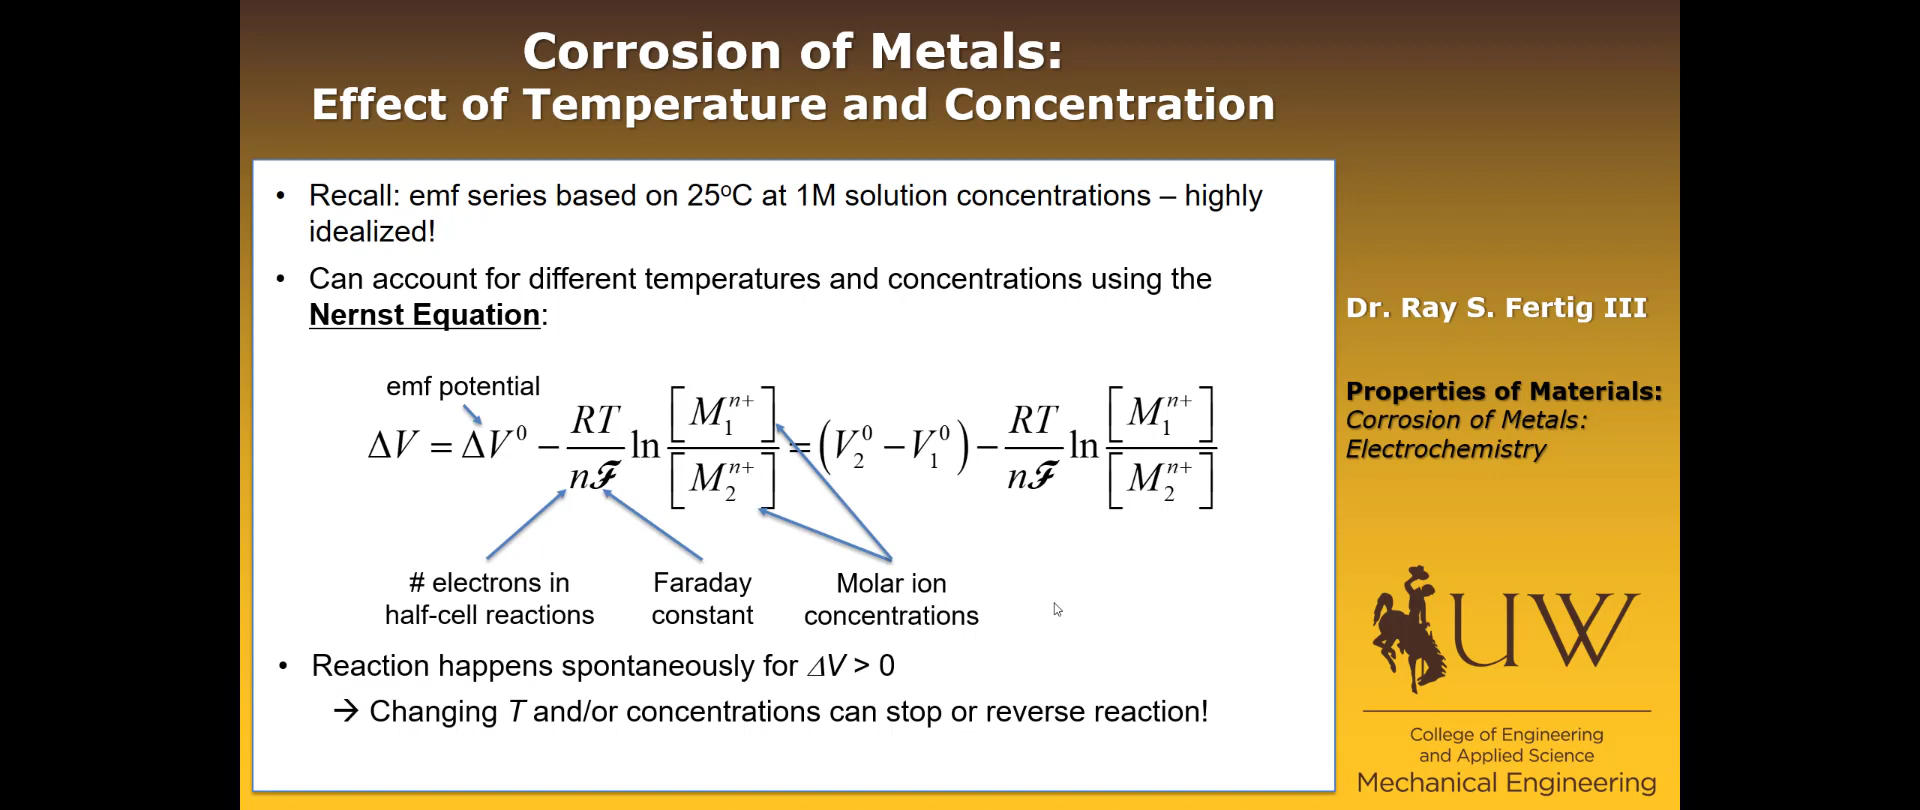 Corrosion of Metals:
Effect of Temperature and Concentration
• Recall: emf series based on 25°C at 1M solution concentrations – highly
idealized!
• Can account for different temperatures and concentrations using the
Nernst Equation:
emf potential
ΔV = ΔV⁰ − RT/n𝓕 ln [M₁ⁿ⁺]/[M₂ⁿ⁺] = (V₂⁰ − V₁⁰) − RT/n𝓕 ln [M₁ⁿ⁺]/[M₂ⁿ⁺]
# electrons in
half-cell reactions
Faraday
constant
Molar ion
concentrations
• Reaction happens spontaneously for ΔV > 0
→ Changing T and/or concentrations can stop or reverse reaction!
Dr. Ray S. Fertig III
Properties of Materials:
Corrosion of Metals:
Electrochemistry
UW
College of Engineering
and Applied Science
Mechanical Engineering